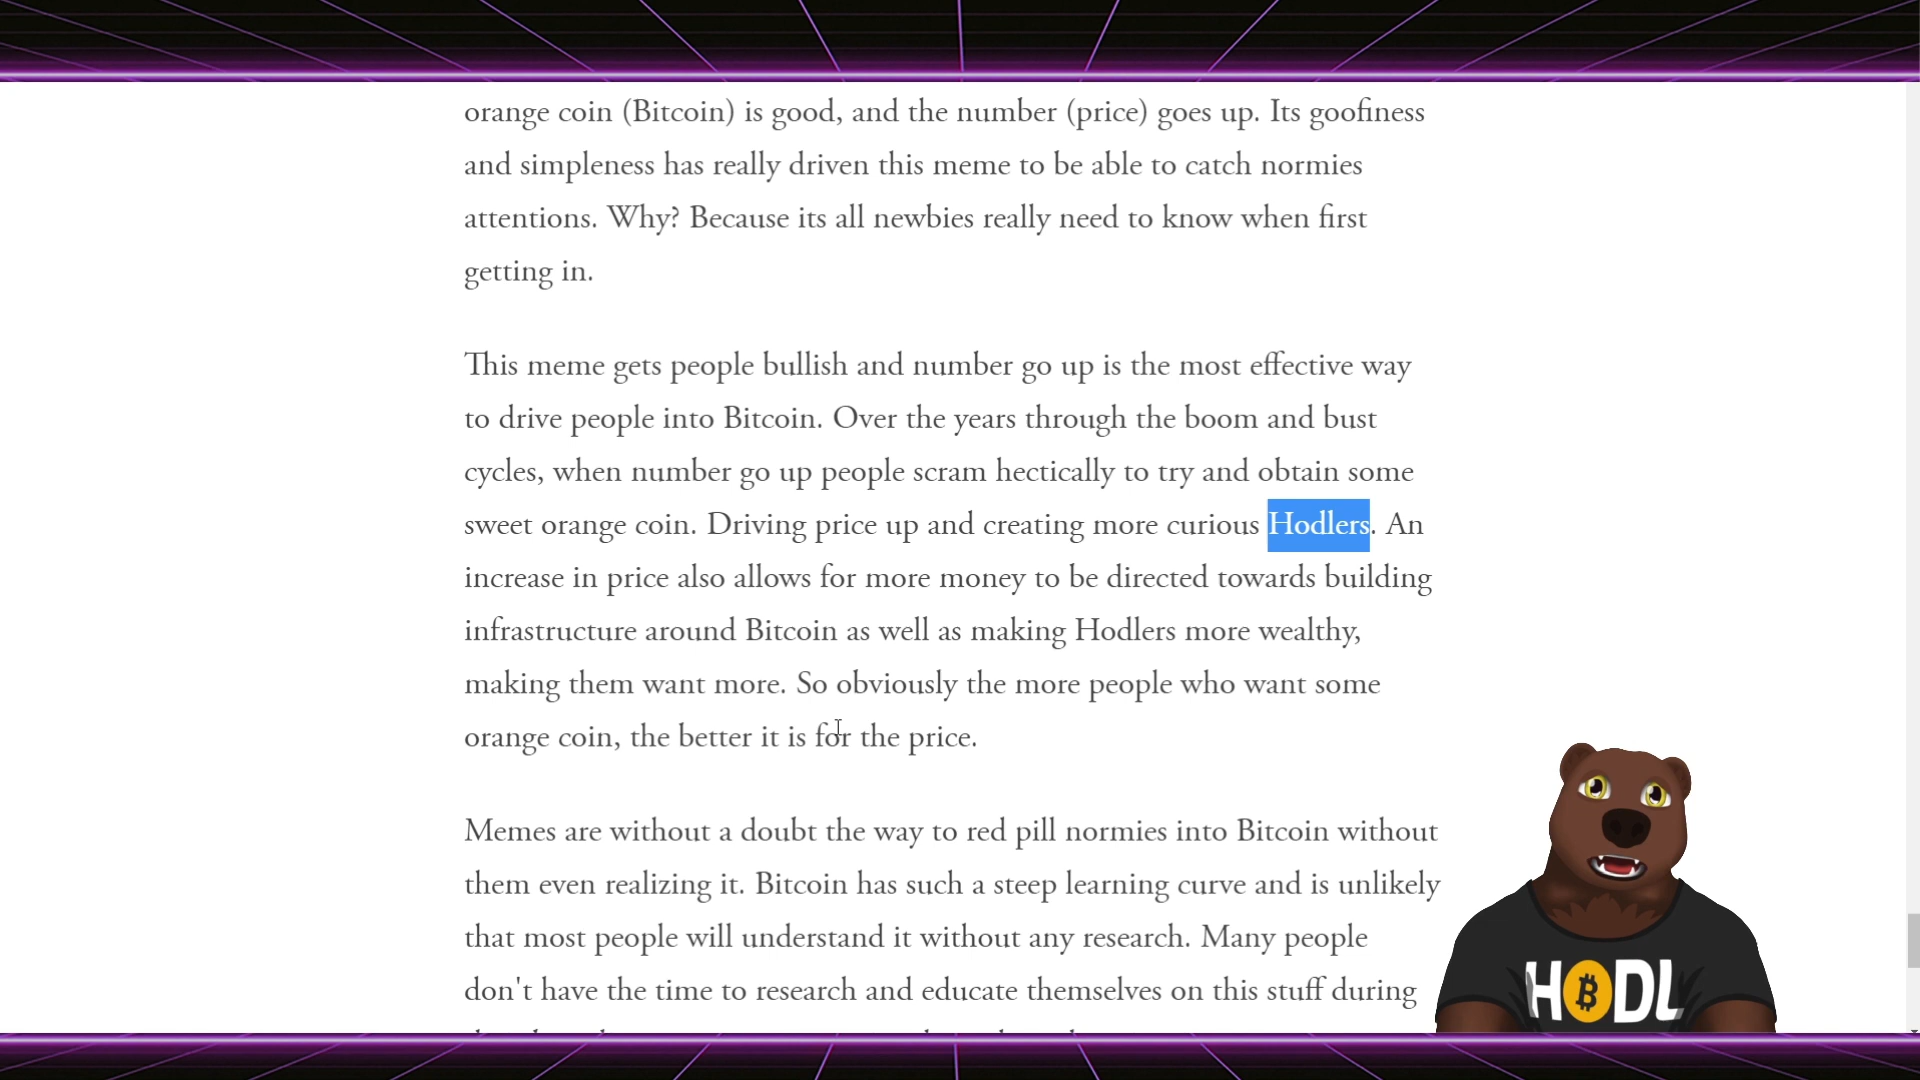 orange coin (Bitcoin) is good, and the number (price) goes up. Its goofiness
and simpleness has really driven this meme to be able to catch normies
attentions. Why? Because its all newbies really need to know when first
getting in.
This meme gets people bullish and number go up is the most effective way
to drive people into Bitcoin. Over the years through the boom and bust
cycles, when number go up people scram hectically to try and obtain some
sweet orange coin. Driving price up and creating more curious Hodlers. An
increase in price also allows for more money to be directed towards building
infrastructure around Bitcoin as well as making Hodlers more wealthy,
making them want more. So obviously the more people who want some
orange coin, the better it is for the price.
Memes are without a doubt the way to red pill normies into Bitcoin without
them even realizing it. Bitcoin has such a steep learning curve and is unlikely
that most people will understand it without any research. Many people
don't have the time to research and educate themselves on this stuff during
HODL